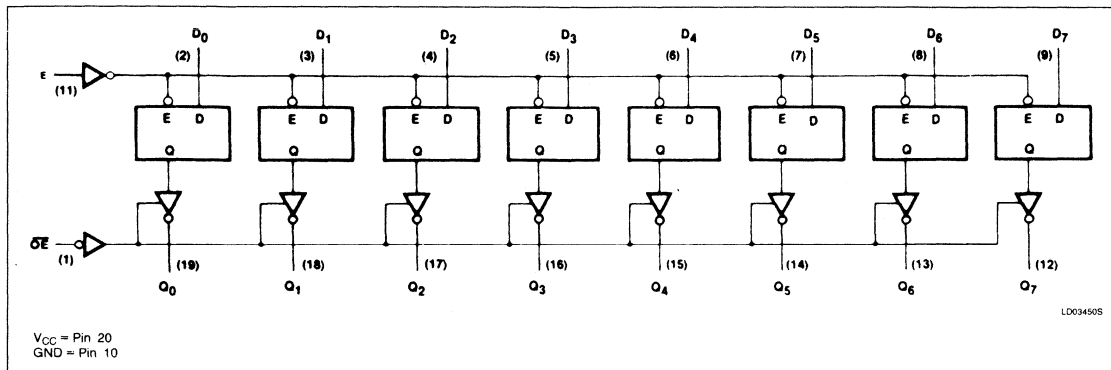 D0 D1 D2 D3 D4 D5 D6 D7
(2) (3) (4) (5) (6) (7) (8) (9)
E
(11)
E D E D E D E D E D E D E D E D
Q Q Q Q Q Q Q Q
O̅E̅
(1)
(19) (18) (17) (16) (15) (14) (13) (12)
Q0 Q1 Q2 Q3 Q4 Q5 Q6 Q7
LD03450S
VCC = Pin 20
GND = Pin 10